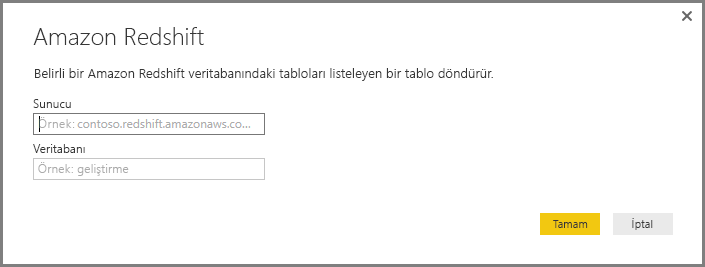 Amazon Redshift
Belirli bir Amazon Redshift veritabanındaki tabloları listeleyen bir tablo döndürür.
Sunucu
Örnek: contoso.redshift.amazonaws.co...
Veritabanı
Örnek: geliştirme
Tamam İptal